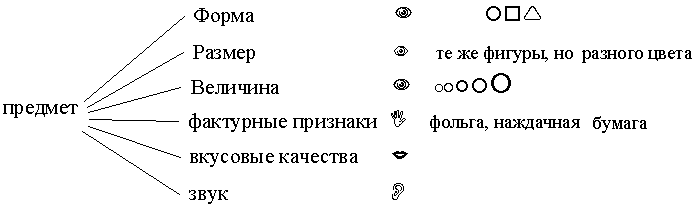 Форма
Размер те же фигуры, но разного цвета
Величина
предмет
фактурные признаки фольга, наждачная бумага
вкусовые качества
звук